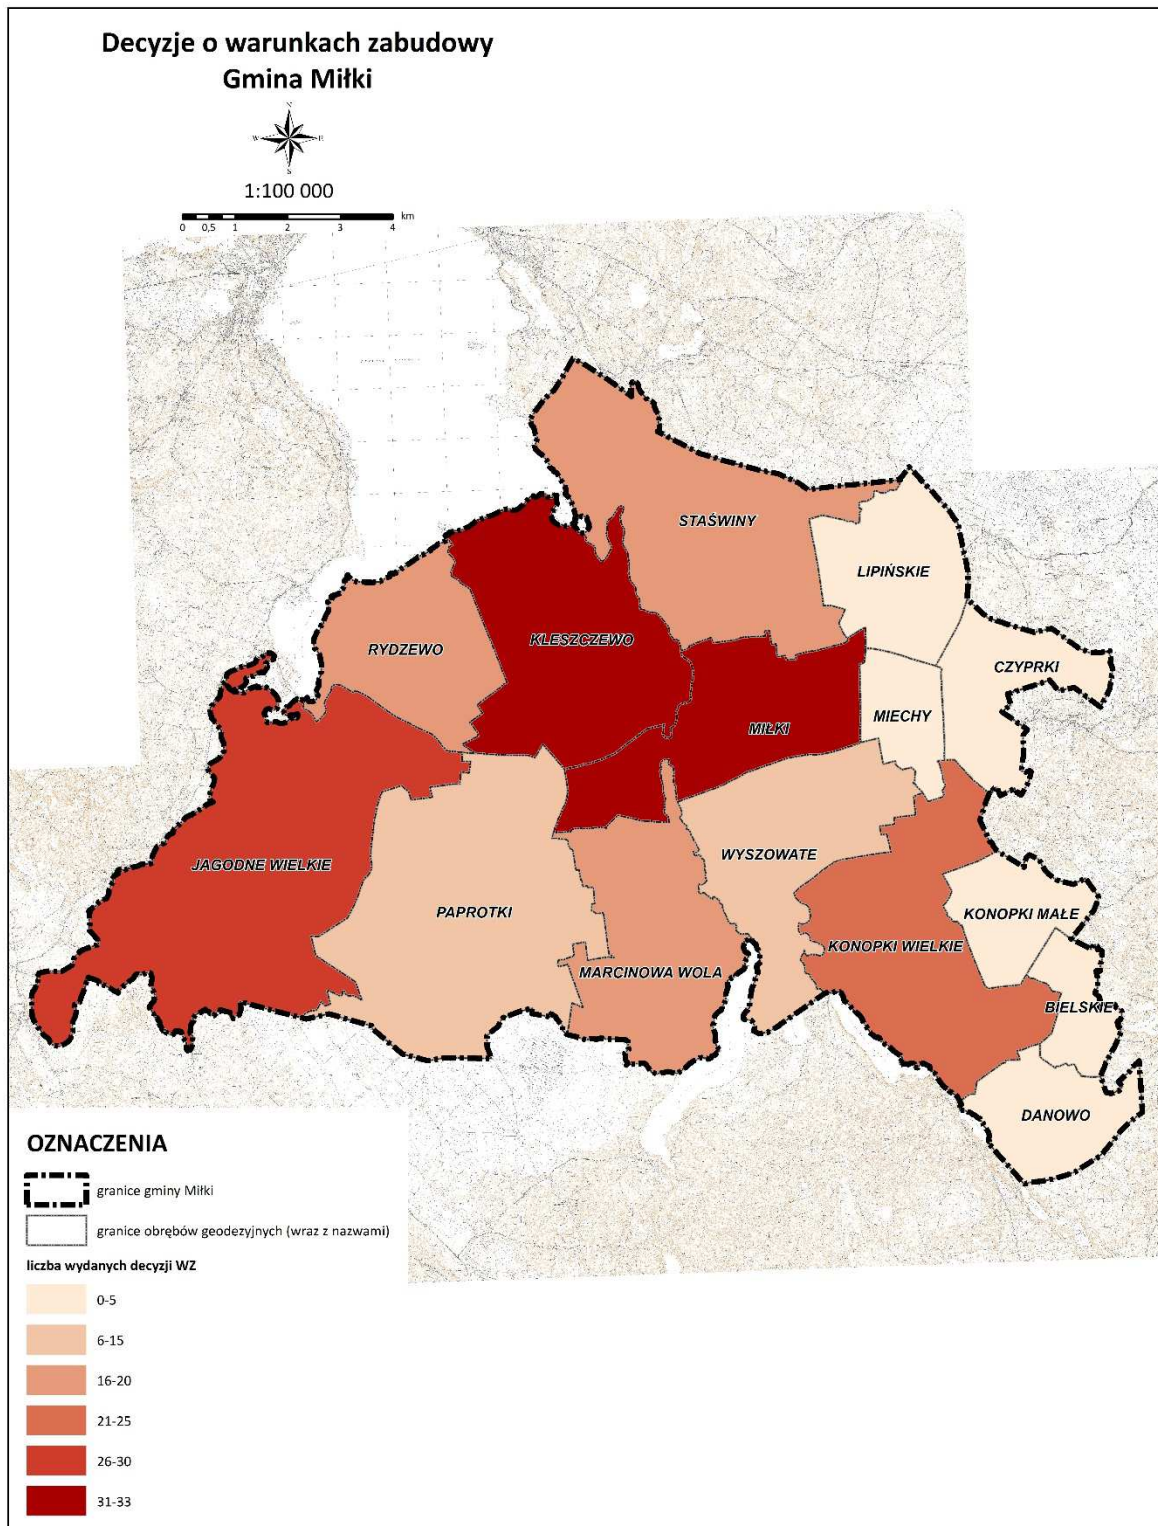 Decyzje o warunkach zabudowy
Gmina Miłki
N
W E
S
1:100 000
km
0 0,5 1 2 3 4
STAŚWINY
LIPIŃSKIE
KLESZCZEWO
RYDZEWO
CZYPRKI
MIECHY
MIŁKI
WYSZOWATE
JAGODNE WIELKIE
PAPROTKI
KONOPKI MAŁE
KONOPKI WIELKIE
MARCINOWA WOLA
BIELSKIE
DANOWO
OZNACZENIA
granice gminy Miłki
granice obrębów geodezyjnych (wraz z nazwami)
liczba wydanych decyzji WZ
0-5
6-15
16-20
21-25
26-30
31-33